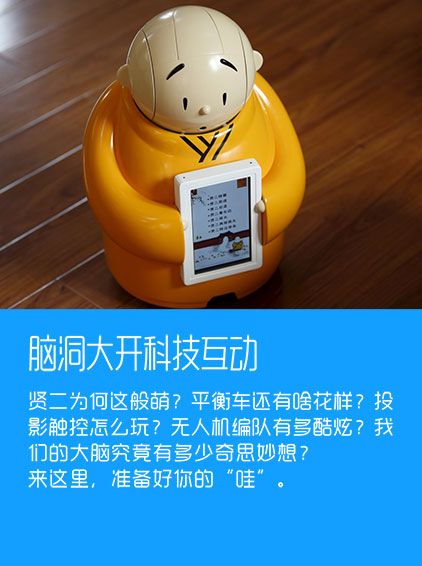 脑洞大开科技互动
贤二为何这般萌？平衡车还有啥花样？投
影触控怎么玩？无人机编队有多酷炫？我
们的大脑究竟有多少奇思妙想？
来这里，准备好你的“哇”。